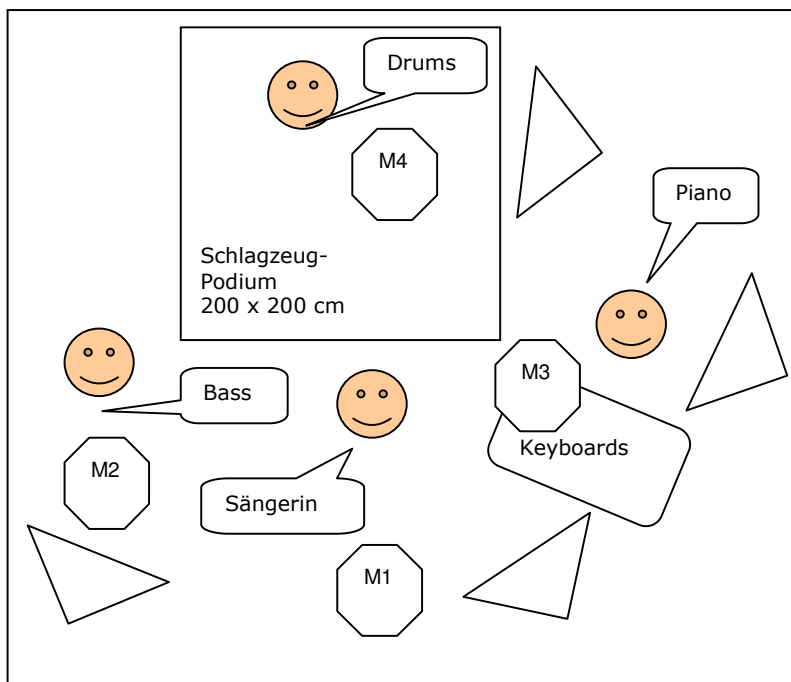 Drums
M4
Piano
Schlagzeug-
Podium
200 x 200 cm
M3
Bass
Keyboards
M2
Sängerin
M1